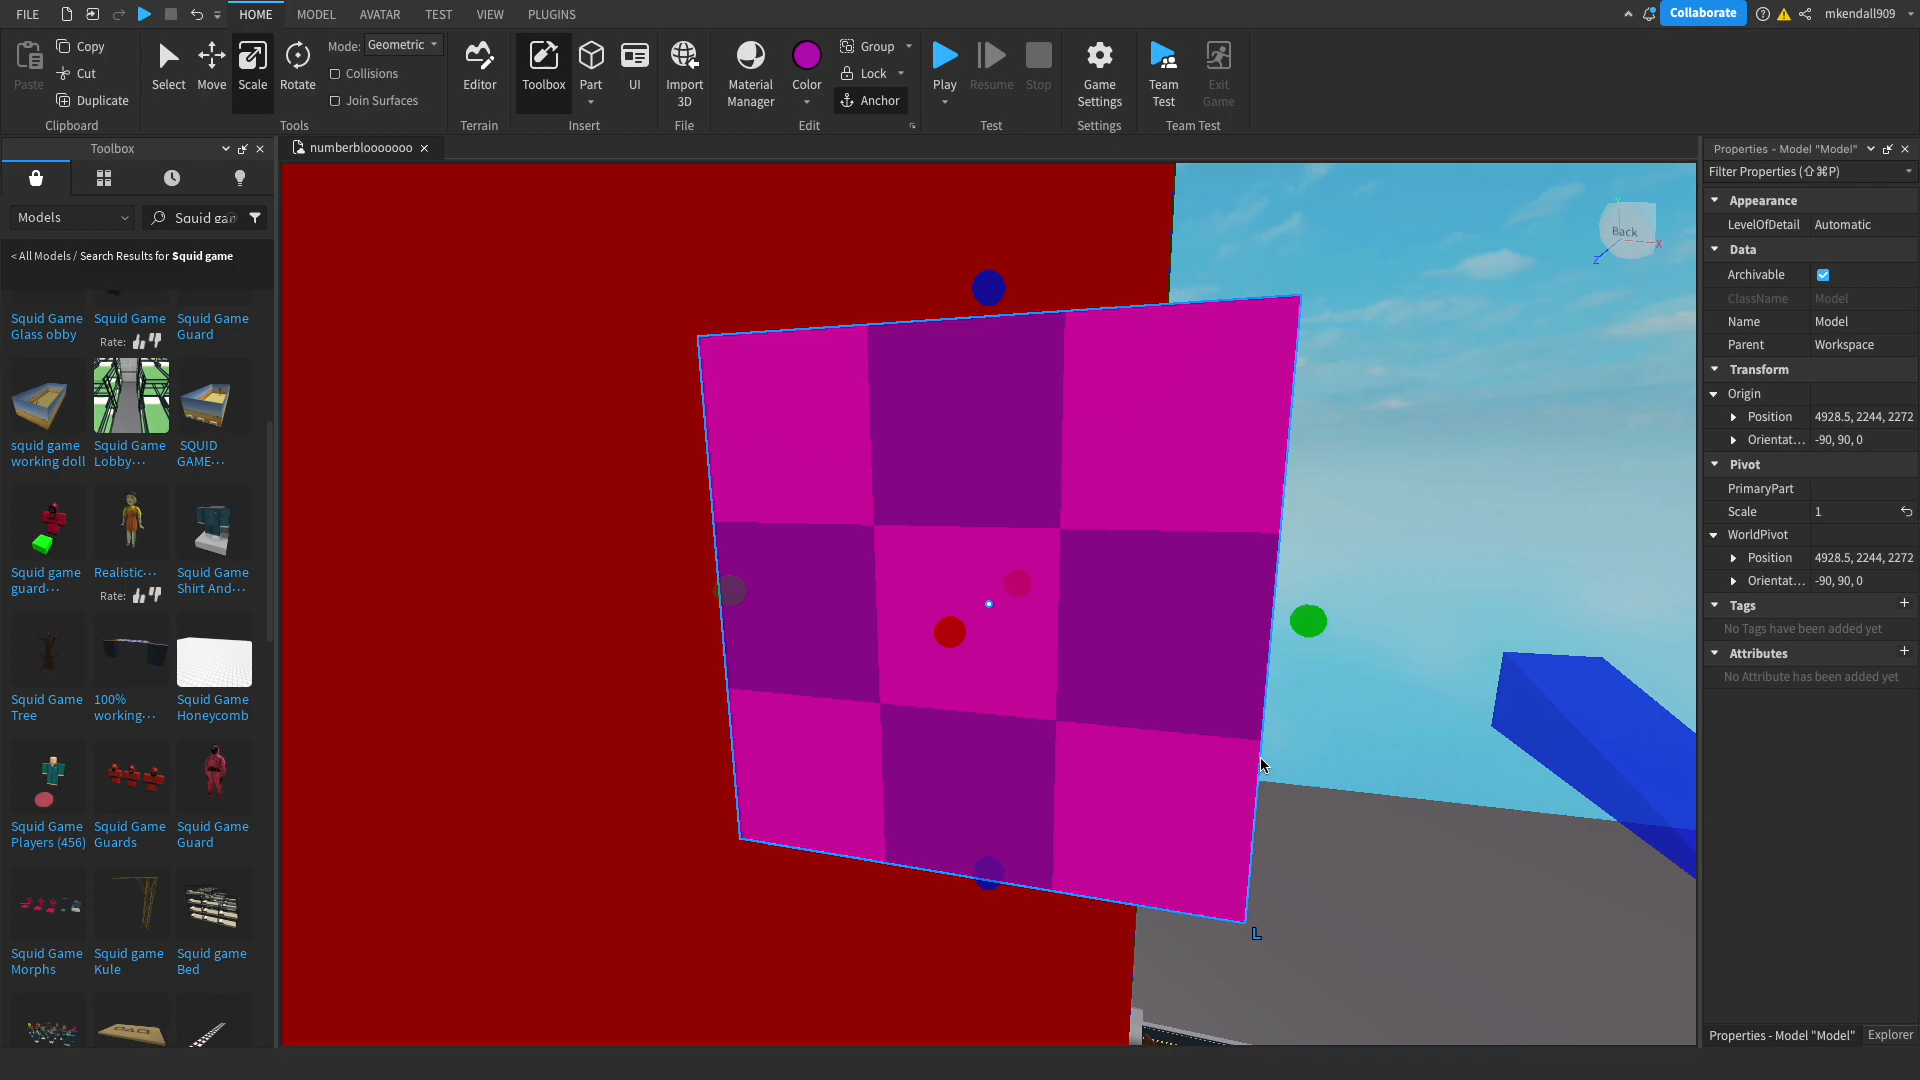 FILE
HOME
MODEL
AVATAR
TEST
VIEW
PLUGINS
Collaborate
mkendall909
Paste
Copy
Cut
Duplicate
Clipboard
Select
Move
Scale
Rotate
Mode: Geometric
Collisions
Join Surfaces
Tools
Editor
Terrain
Toolbox
Part
UI
Insert
Import
3D
File
Material
Manager
Color
Group
Lock
Anchor
Edit
Play
Resume
Stop
Test
Game
Settings
Settings
Team
Test
Exit
Game
Team Test
Toolbox
Models
Squid gar
< All Models / Search Results for Squid game
Squid Game
Glass obby
Squid Game
Rate:
Squid Game
Guard
squid game
working doll
Squid Game
Lobby...
SQUID
GAME...
Squid game
guard...
Realistic...
Rate:
Squid Game
Shirt And...
Squid Game
Tree
100%
working...
Squid Game
Honeycomb
Squid Game
Players (456)
Squid Game
Guards
Squid Game
Guard
Squid Game
Morphs
Squid game
Kule
Squid game
Bed
numberblooooooo
Back
Y
X
Z
L
Properties - Model "Model"
Filter Properties (⇧⌘P)
Appearance
LevelOfDetail Automatic
Data
Archivable
ClassName Model
Name Model
Parent Workspace
Transform
Origin
Position 4928.5, 2244, 2272
Orientat... -90, 90, 0
Pivot
PrimaryPart
Scale 1
WorldPivot
Position 4928.5, 2244, 2272
Orientat... -90, 90, 0
Tags
No Tags have been added yet
Attributes
No Attribute has been added yet
Properties - Model "Model"
Explorer